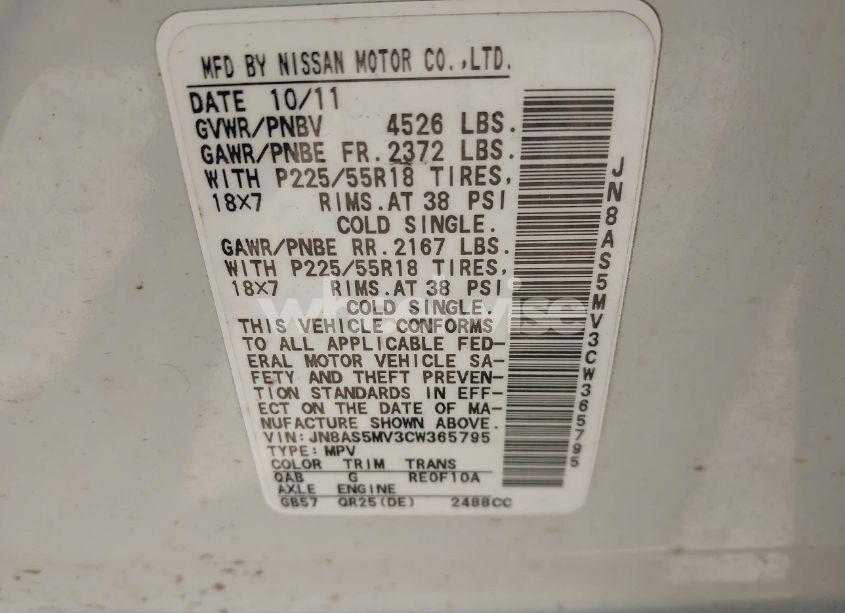 MFD BY NISSAN MOTOR CO.,LTD.
DATE 10/11
GVWR/PNBV 4526 LBS.
GAWR/PNBE FR.2372 LBS.
WITH P225/55R18 TIRES,
18X7 RIMS.AT 38 PSI
COLD SINGLE.
GAWR/PNBE RR.2167 LBS.
WITH P225/55R18 TIRES,
18X7 RIMS.AT 38 PSI
COLD SINGLE.
THIS VEHICLE CONFORMS
TO ALL APPLICABLE FED-
ERAL MOTOR VEHICLE SA-
FETY AND THEFT PREVEN-
TION STANDARDS IN EFF-
ECT ON THE DATE OF MA-
NUFACTURE SHOWN ABOVE.
VIN:JN8AS5MV3CW365795
TYPE:MPV
COLOR TRIM TRANS
QAB G RE0F10A
AXLE ENGINE
GB57 QR25(DE) 2488CC
JN8AS5MV3CW365795